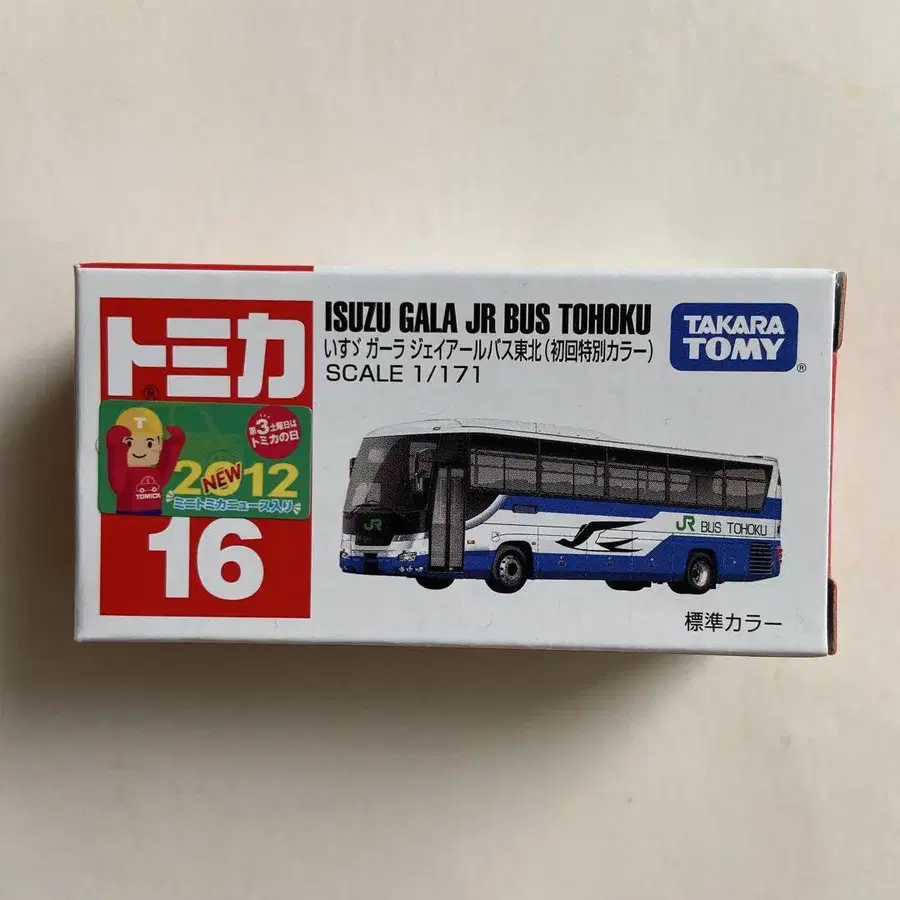 トミカ®
ISUZU GALA JR BUS TOHOKU
いすゞ ガーラ ジェイアールバス東北(初回特別カラー)
SCALE 1/171
TAKARA
TOMY®
第3土曜日は
トミカの日
2012
NEW
ミニトミカニュース入り
T
TOMICA
16
JR
JR BUS TOHOKU
標準カラー